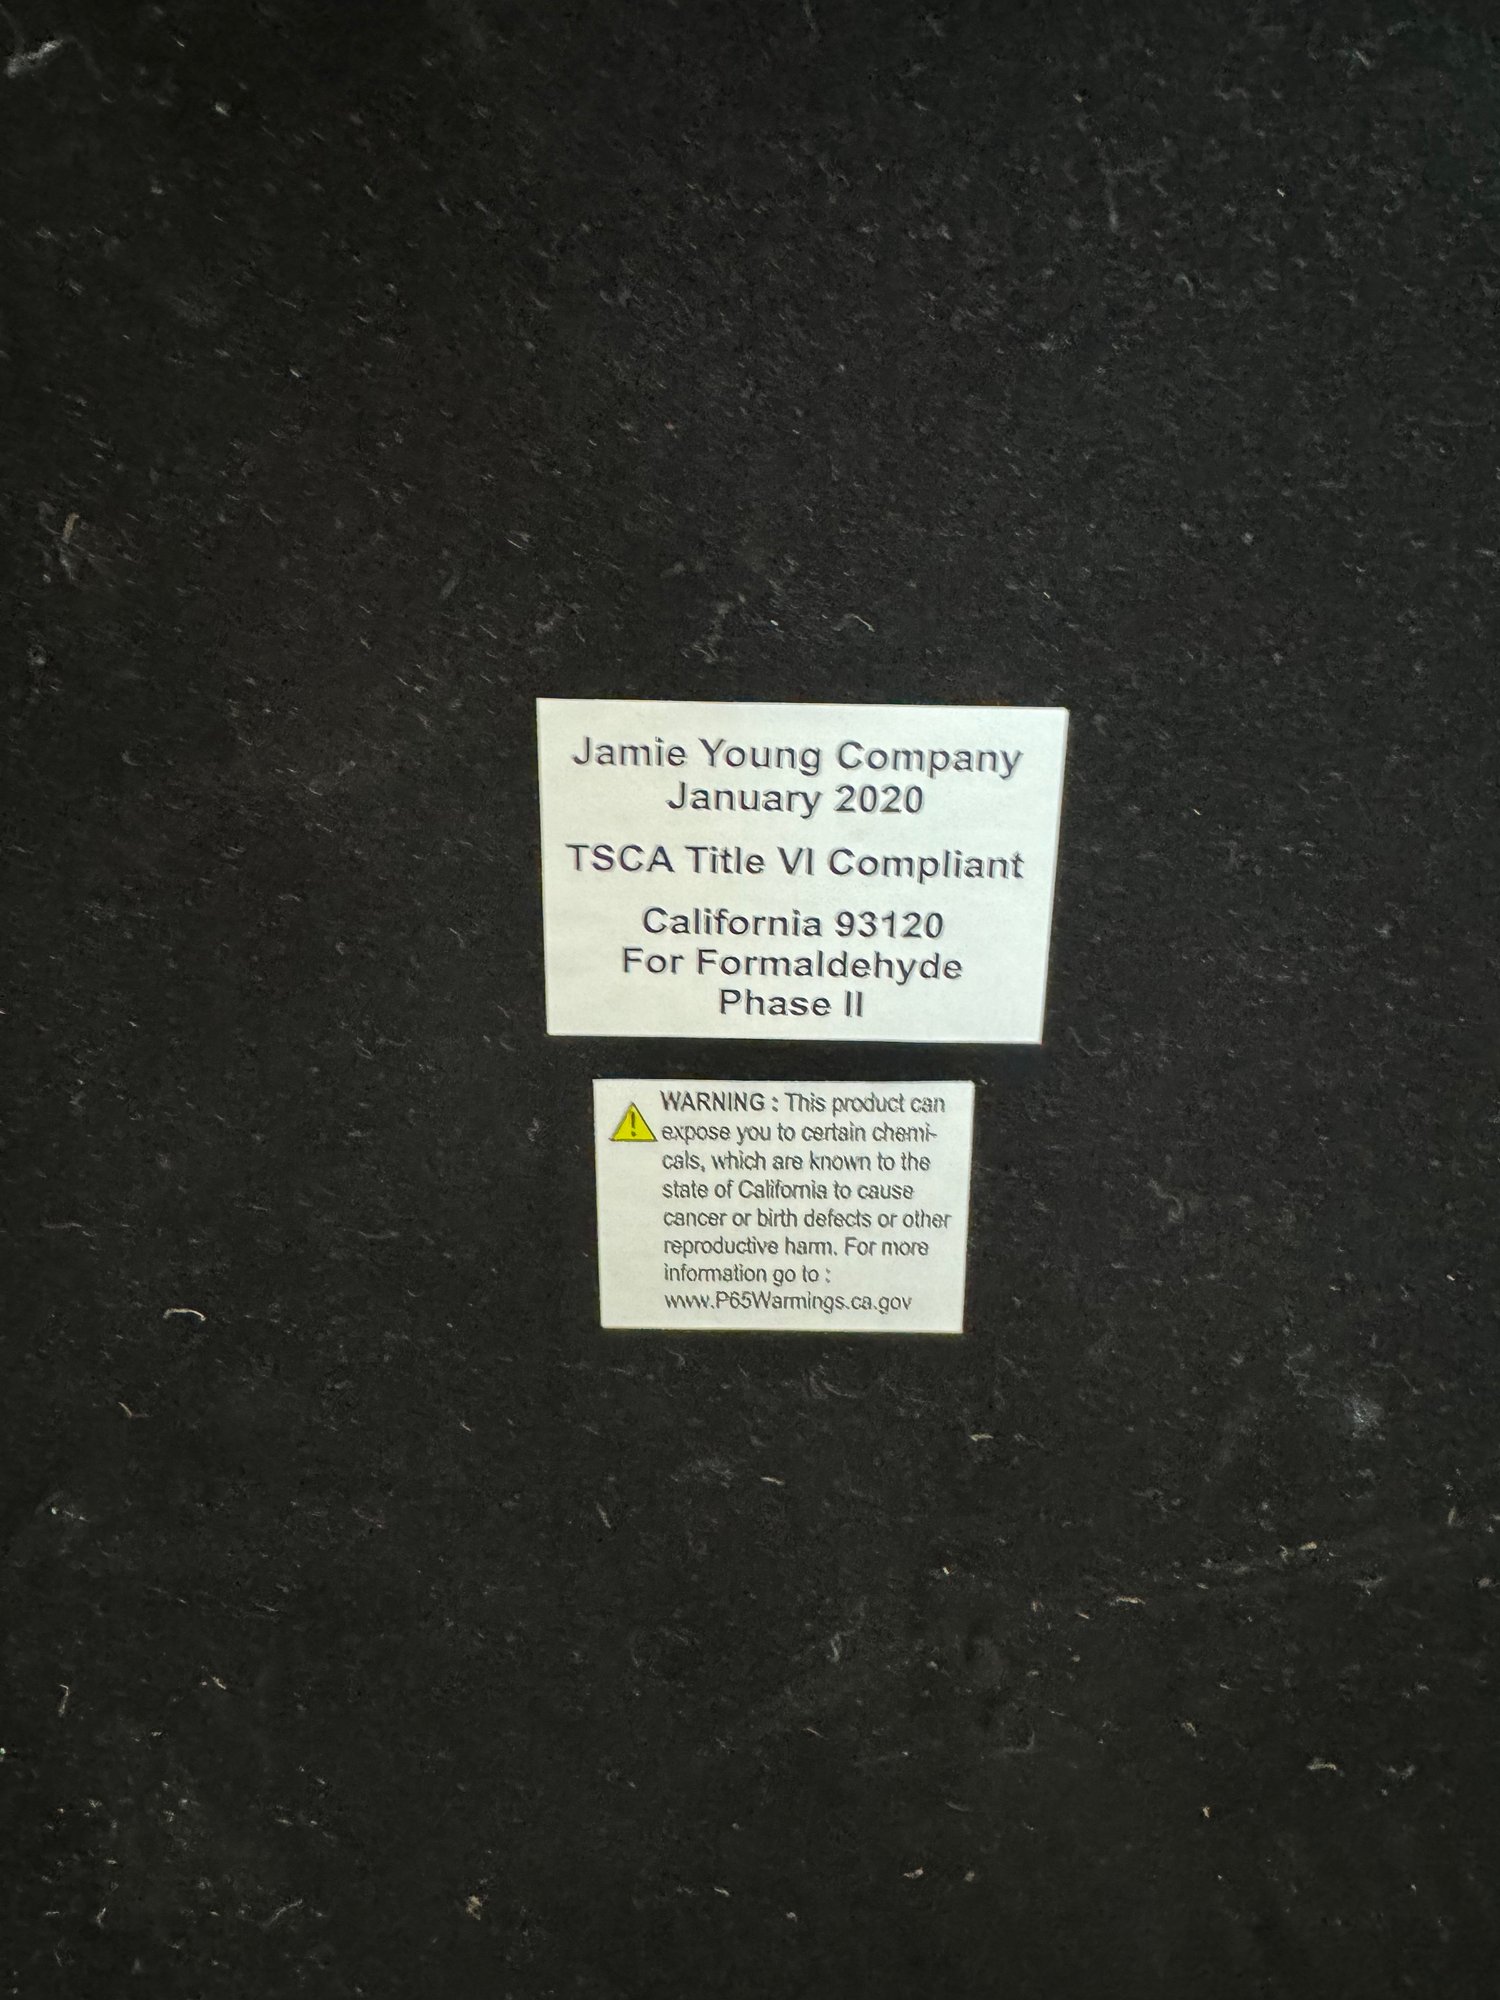 Jamie Young Company
January 2020
TSCA Title VI Compliant
California 93120
For Formaldehyde
Phase II
WARNING : This product can
expose you to certain chemi-
cals, which are known to the
state of California to cause
cancer or birth defects or other
reproductive harm. For more
information go to :
www.P65Warmings.ca.gov